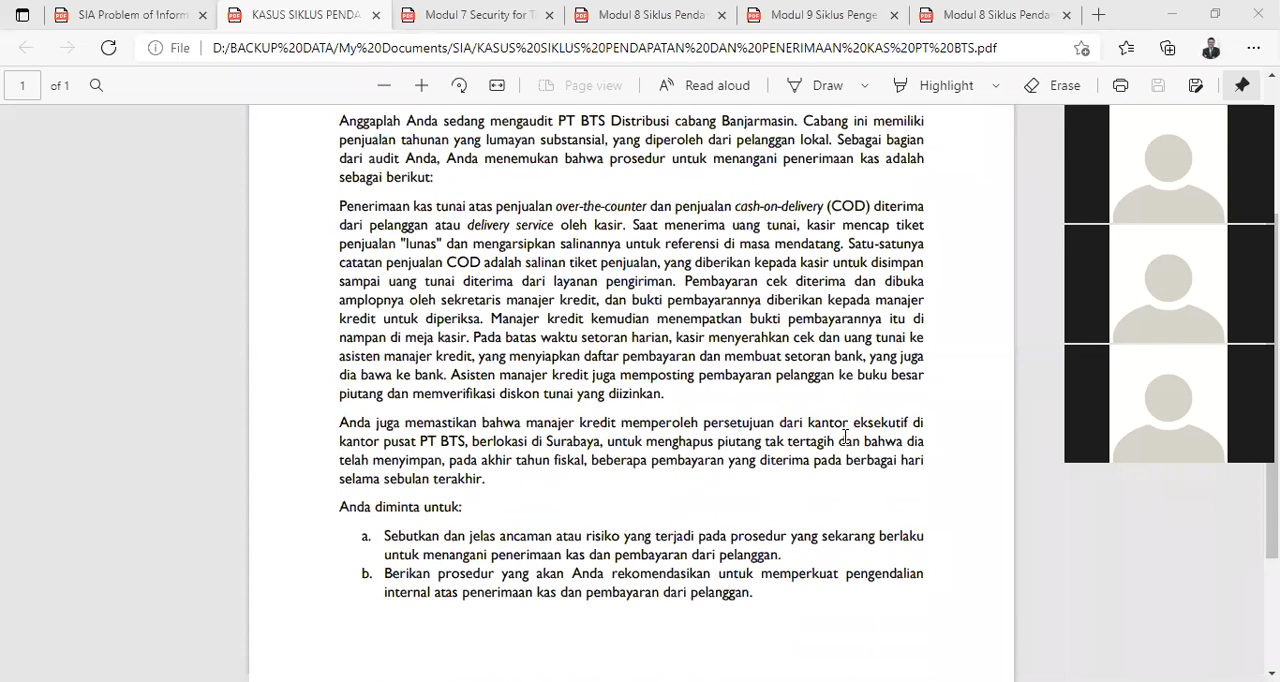 SIA Problem of Inform
KASUS SIKLUS PENDA
Modul 7 Security for T
Modul 8 Siklus Penda
Modul 9 Siklus Penge
Modul 8 Siklus Penda
File
D:/BACKUP%20DATA/My%20Documents/SIA/KASUS%20SIKLUS%20PENDAPATAN%20DAN%20PENERIMAAN%20KAS%20PT%20BTS.pdf
1 of 1
Page view
Read aloud
Draw
Highlight
Erase
Anggaplah Anda sedang mengaudit PT BTS Distribusi cabang Banjarmasin. Cabang ini memiliki
penjualan tahunan yang lumayan substansial, yang diperoleh dari pelanggan lokal. Sebagai bagian
dari audit Anda, Anda menemukan bahwa prosedur untuk menangani penerimaan kas adalah
sebagai berikut:
Penerimaan kas tunai atas penjualan over-the-counter dan penjualan cash-on-delivery (COD) diterima
dari pelanggan atau delivery service oleh kasir. Saat menerima uang tunai, kasir mencap tiket
penjualan "lunas" dan mengarsipkan salinannya untuk referensi di masa mendatang. Satu-satunya
catatan penjualan COD adalah salinan tiket penjualan, yang diberikan kepada kasir untuk disimpan
sampai uang tunai diterima dari layanan pengiriman. Pembayaran cek diterima dan dibuka
amplopnya oleh sekretaris manajer kredit, dan bukti pembayarannya diberikan kepada manajer
kredit untuk diperiksa. Manajer kredit kemudian menempatkan bukti pembayarannya itu di
nampan di meja kasir. Pada batas waktu setoran harian, kasir menyerahkan cek dan uang tunai ke
asisten manajer kredit, yang menyiapkan daftar pembayaran dan membuat setoran bank, yang juga
dia bawa ke bank. Asisten manajer kredit juga memposting pembayaran pelanggan ke buku besar
piutang dan memverifikasi diskon tunai yang diizinkan.
Anda juga memastikan bahwa manajer kredit memperoleh persetujuan dari kantor eksekutif di
kantor pusat PT BTS, berlokasi di Surabaya, untuk menghapus piutang tak tertagih dan bahwa dia
telah menyimpan, pada akhir tahun fiskal, beberapa pembayaran yang diterima pada berbagai hari
selama sebulan terakhir.
Anda diminta untuk:
a. Sebutkan dan jelas ancaman atau risiko yang terjadi pada prosedur yang sekarang berlaku
untuk menangani penerimaan kas dan pembayaran dari pelanggan.
b. Berikan prosedur yang akan Anda rekomendasikan untuk memperkuat pengendalian
internal atas penerimaan kas dan pembayaran dari pelanggan.